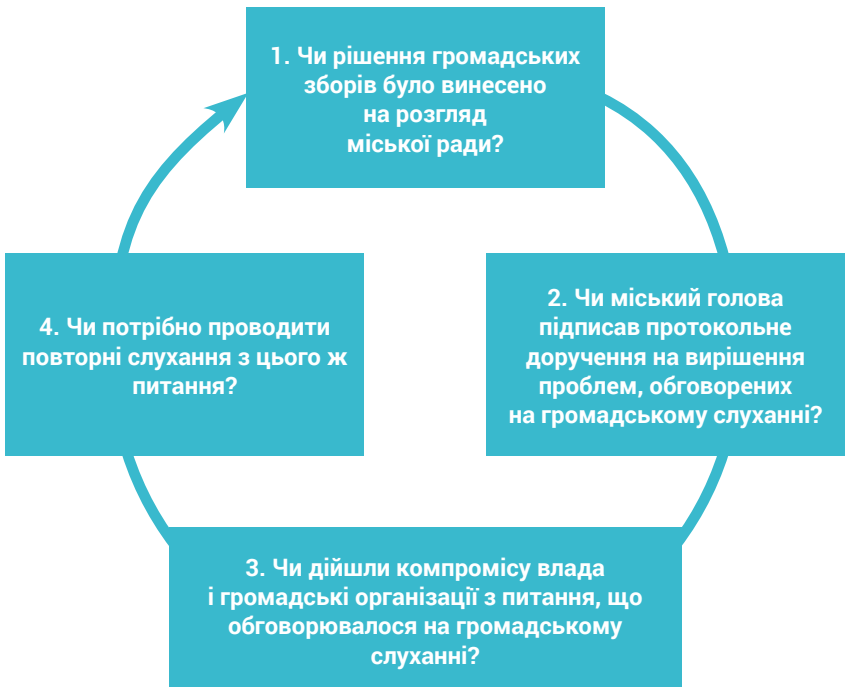 1. Чи рішення громадських
зборів було винесено
на розгляд
міської ради?
2. Чи міський голова
підписав протокольне
доручення на вирішення
проблем, обговорених
на громадському слуханні?
3. Чи дійшли компромісу влада
і громадські організації з питання, що
обговорювалося на громадському
слуханні?
4. Чи потрібно проводити
повторні слухання з цього ж
питання?